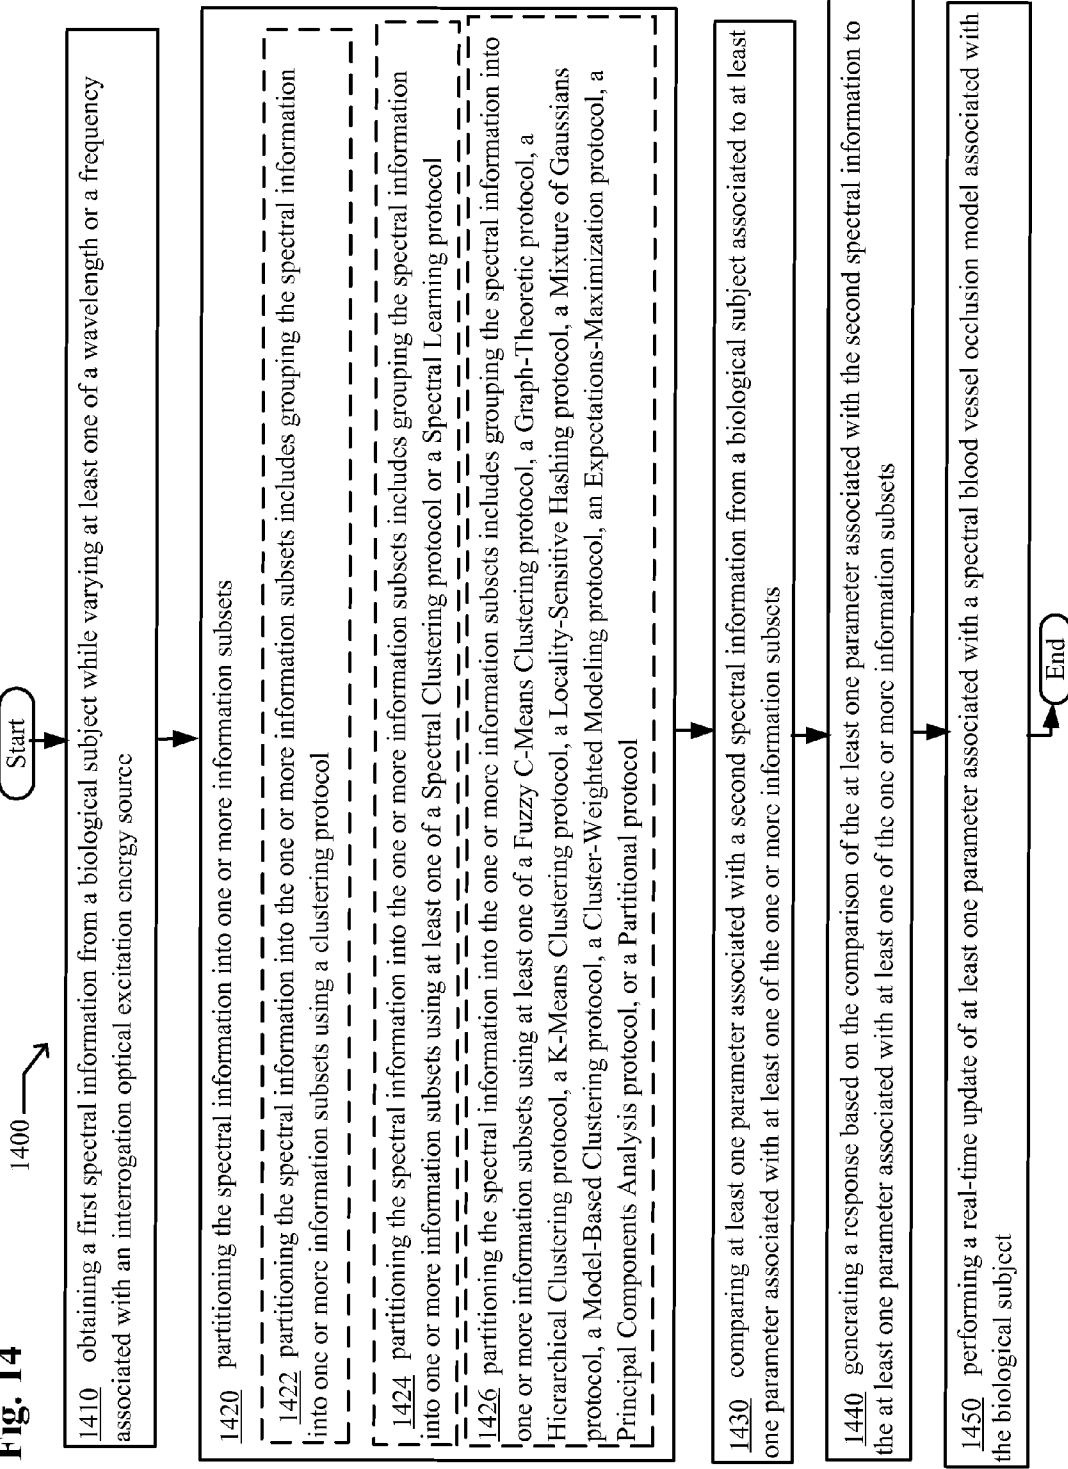 Fig. 14
1400
Start
1410 obtaining a first spectral information from a biological subject while varying at least one of a wavelength or a frequency
associated with an interrogation optical excitation energy source
1420 partitioning the spectral information into one or more information subsets
1422 partitioning the spectral information into the one or more information subsets includes grouping the spectral information
into one or more information subsets using a clustering protocol
1424 partitioning the spectral information into the one or more information subsets includes grouping the spectral information
into one or more information subsets using at least one of a Spectral Clustering protocol or a Spectral Learning protocol
1426 partitioning the spectral information into the one or more information subsets includes grouping the spectral information into
one or more information subsets using at least one of a Fuzzy C-Means Clustering protocol, a Graph-Theoretic protocol, a
Hierarchical Clustering protocol, a K-Means Clustering protocol, a Locality-Sensitive Hashing protocol, a Mixture of Gaussians
protocol, a Model-Based Clustering protocol, a Cluster-Weighted Modeling protocol, an Expectations-Maximization protocol, a
Principal Components Analysis protocol, or a Partitional protocol
1430 comparing at least one parameter associated with a second spectral information from a biological subject associated to at least
one parameter associated with at least one of the one or more information subsets
1440 generating a response based on the comparison of the at least one parameter associated with the second spectral information to
the at least one parameter associated with at least one of the one or more information subsets
1450 performing a real-time update of at least one parameter associated with a spectral blood vessel occlusion model associated with
the biological subject
End